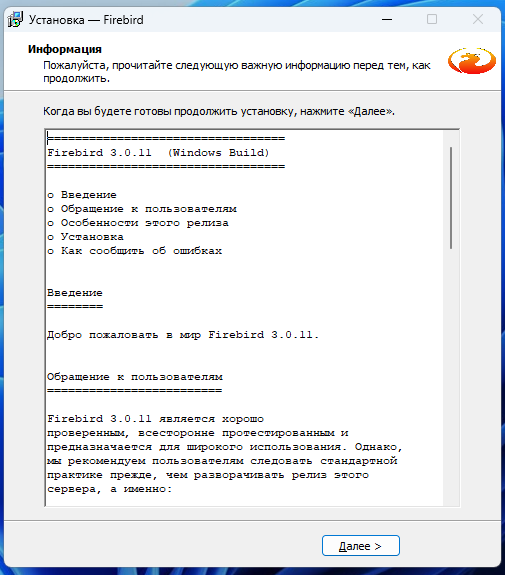 Установка — Firebird
Информация
Пожалуйста, прочитайте следующую важную информацию перед тем, как
продолжить.
Когда вы будете готовы продолжить установку, нажмите «Далее».
==================================
Firebird 3.0.11  (Windows Build)
==================================
o Введение
o Обращение к пользователям
o Особенности этого релиза
o Установка
o Как сообщить об ошибках
Введение
========
Добро пожаловать в мир Firebird 3.0.11.
Обращение к пользователям
=========================
Firebird 3.0.11 является хорошо
проверенным, всесторонне протестированным и
предназначается для широкого использования. Однако,
мы рекомендуем пользователям следовать стандартной
практике прежде, чем разворачивать релиз этого
сервера, а именно:
Далее >